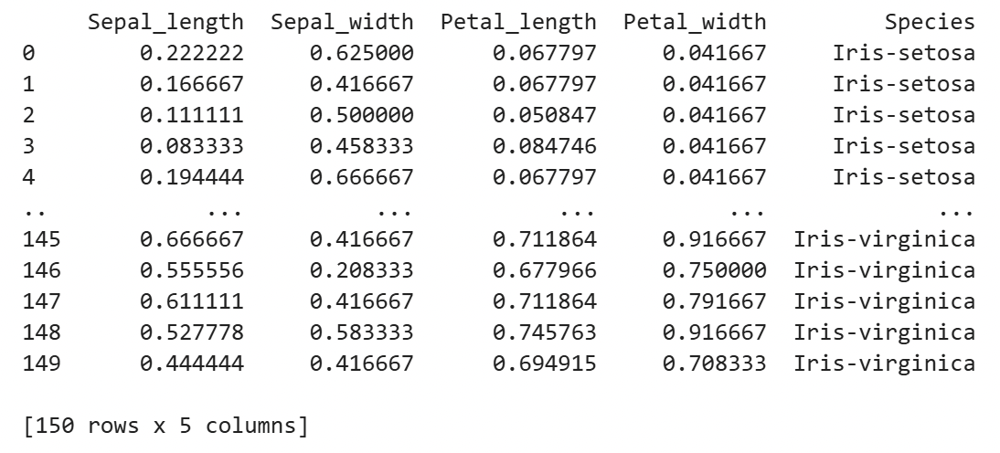 Sepal_length Sepal_width Petal_length Petal_width Species
0 0.222222 0.625000 0.067797 0.041667 Iris-setosa
1 0.166667 0.416667 0.067797 0.041667 Iris-setosa
2 0.111111 0.500000 0.050847 0.041667 Iris-setosa
3 0.083333 0.458333 0.084746 0.041667 Iris-setosa
4 0.194444 0.666667 0.067797 0.041667 Iris-setosa
.. ... ... ... ... ...
145 0.666667 0.416667 0.711864 0.916667 Iris-virginica
146 0.555556 0.208333 0.677966 0.750000 Iris-virginica
147 0.611111 0.416667 0.711864 0.791667 Iris-virginica
148 0.527778 0.583333 0.745763 0.916667 Iris-virginica
149 0.444444 0.416667 0.694915 0.708333 Iris-virginica
[150 rows x 5 columns]